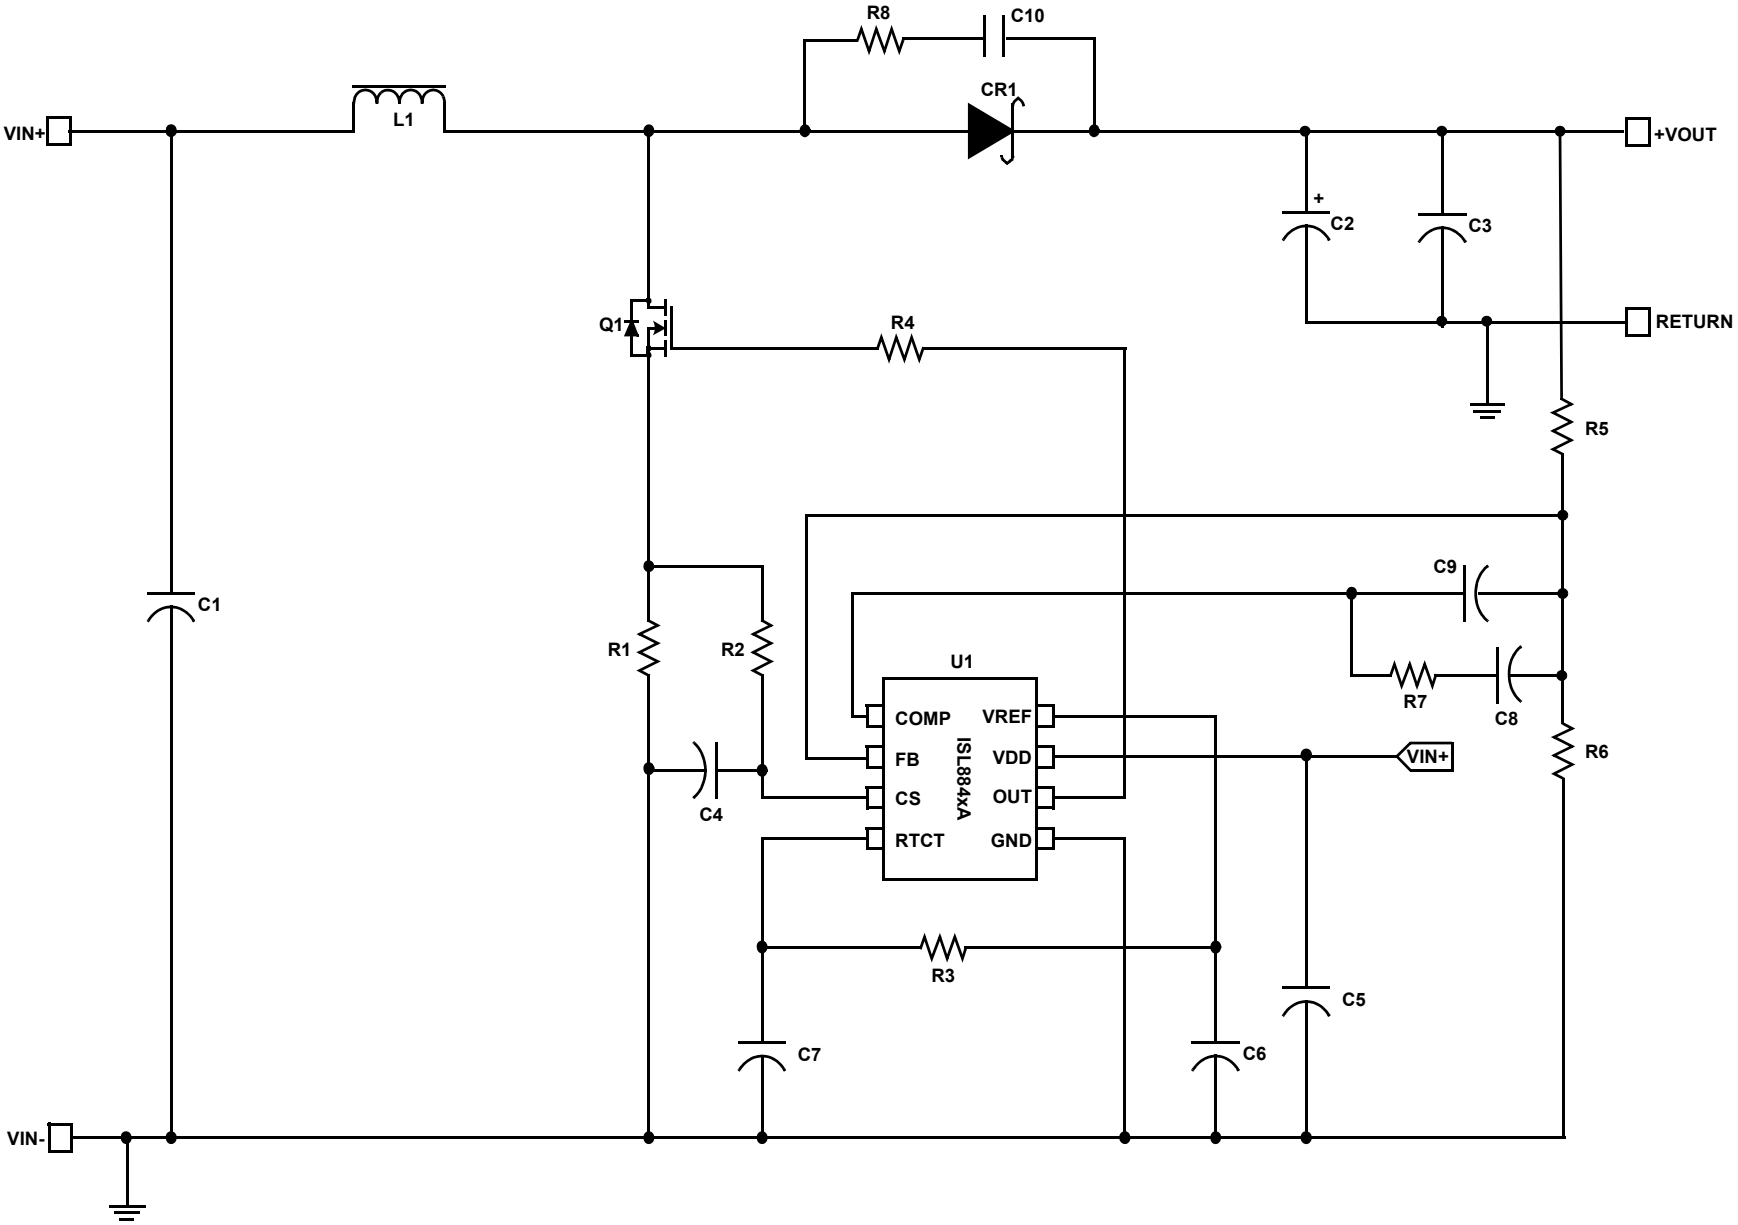 R8
C10
CR1
VIN+
L1
+VOUT
+
C2
C3
Q1
R4
RETURN
R5
C9
C1
R1
R2
U1
R7
C8
COMP
VREF
FB
ISL884xA
VDD
VIN+
R6
CS
OUT
C4
RTCT
GND
R3
C5
C7
C6
VIN-